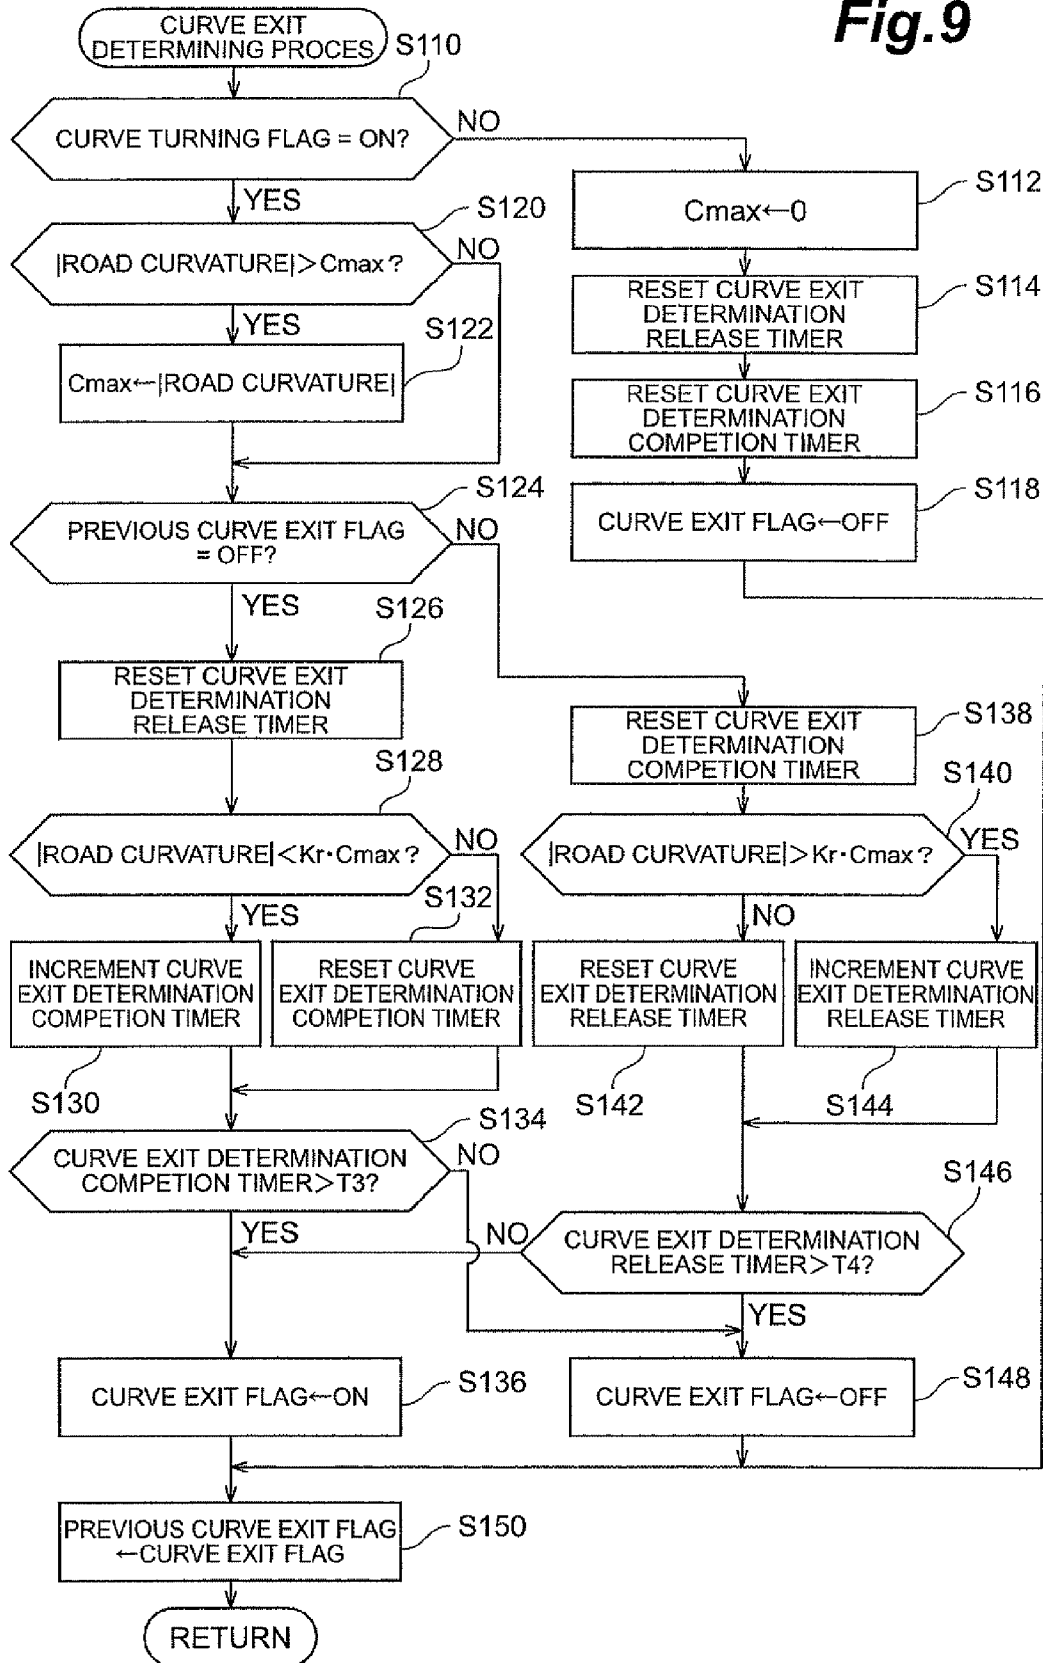 Fig.9
CURVE EXIT
DETERMINING PROCES
S110
CURVE TURNING FLAG = ON?
NO
YES
S112
Cmax←0
S120
|ROAD CURVATURE|>Cmax?
NO
YES
S114
RESET CURVE EXIT
DETERMINATION
RELEASE TIMER
S122
Cmax←|ROAD CURVATURE|
S116
RESET CURVE EXIT
DETERMINATION
COMPETION TIMER
S124
PREVIOUS CURVE EXIT FLAG
= OFF?
NO
YES
S118
CURVE EXIT FLAG←OFF
S126
RESET CURVE EXIT
DETERMINATION
RELEASE TIMER
S138
RESET CURVE EXIT
DETERMINATION
COMPETION TIMER
S128
|ROAD CURVATURE|<Kr·Cmax?
NO
YES
S140
|ROAD CURVATURE|>Kr·Cmax?
YES
NO
S132
INCREMENT CURVE
EXIT DETERMINATION
COMPETION TIMER
RESET CURVE
EXIT DETERMINATION
COMPETION TIMER
RESET CURVE
EXIT DETERMINATION
RELEASE TIMER
INCREMENT CURVE
EXIT DETERMINATION
RELEASE TIMER
S130
S142
S144
S134
CURVE EXIT DETERMINATION
COMPETION TIMER>T3?
NO
YES
S146
CURVE EXIT DETERMINATION
RELEASE TIMER>T4?
NO
YES
CURVE EXIT FLAG←ON
S136
CURVE EXIT FLAG←OFF
S148
PREVIOUS CURVE EXIT FLAG
←CURVE EXIT FLAG
S150
RETURN